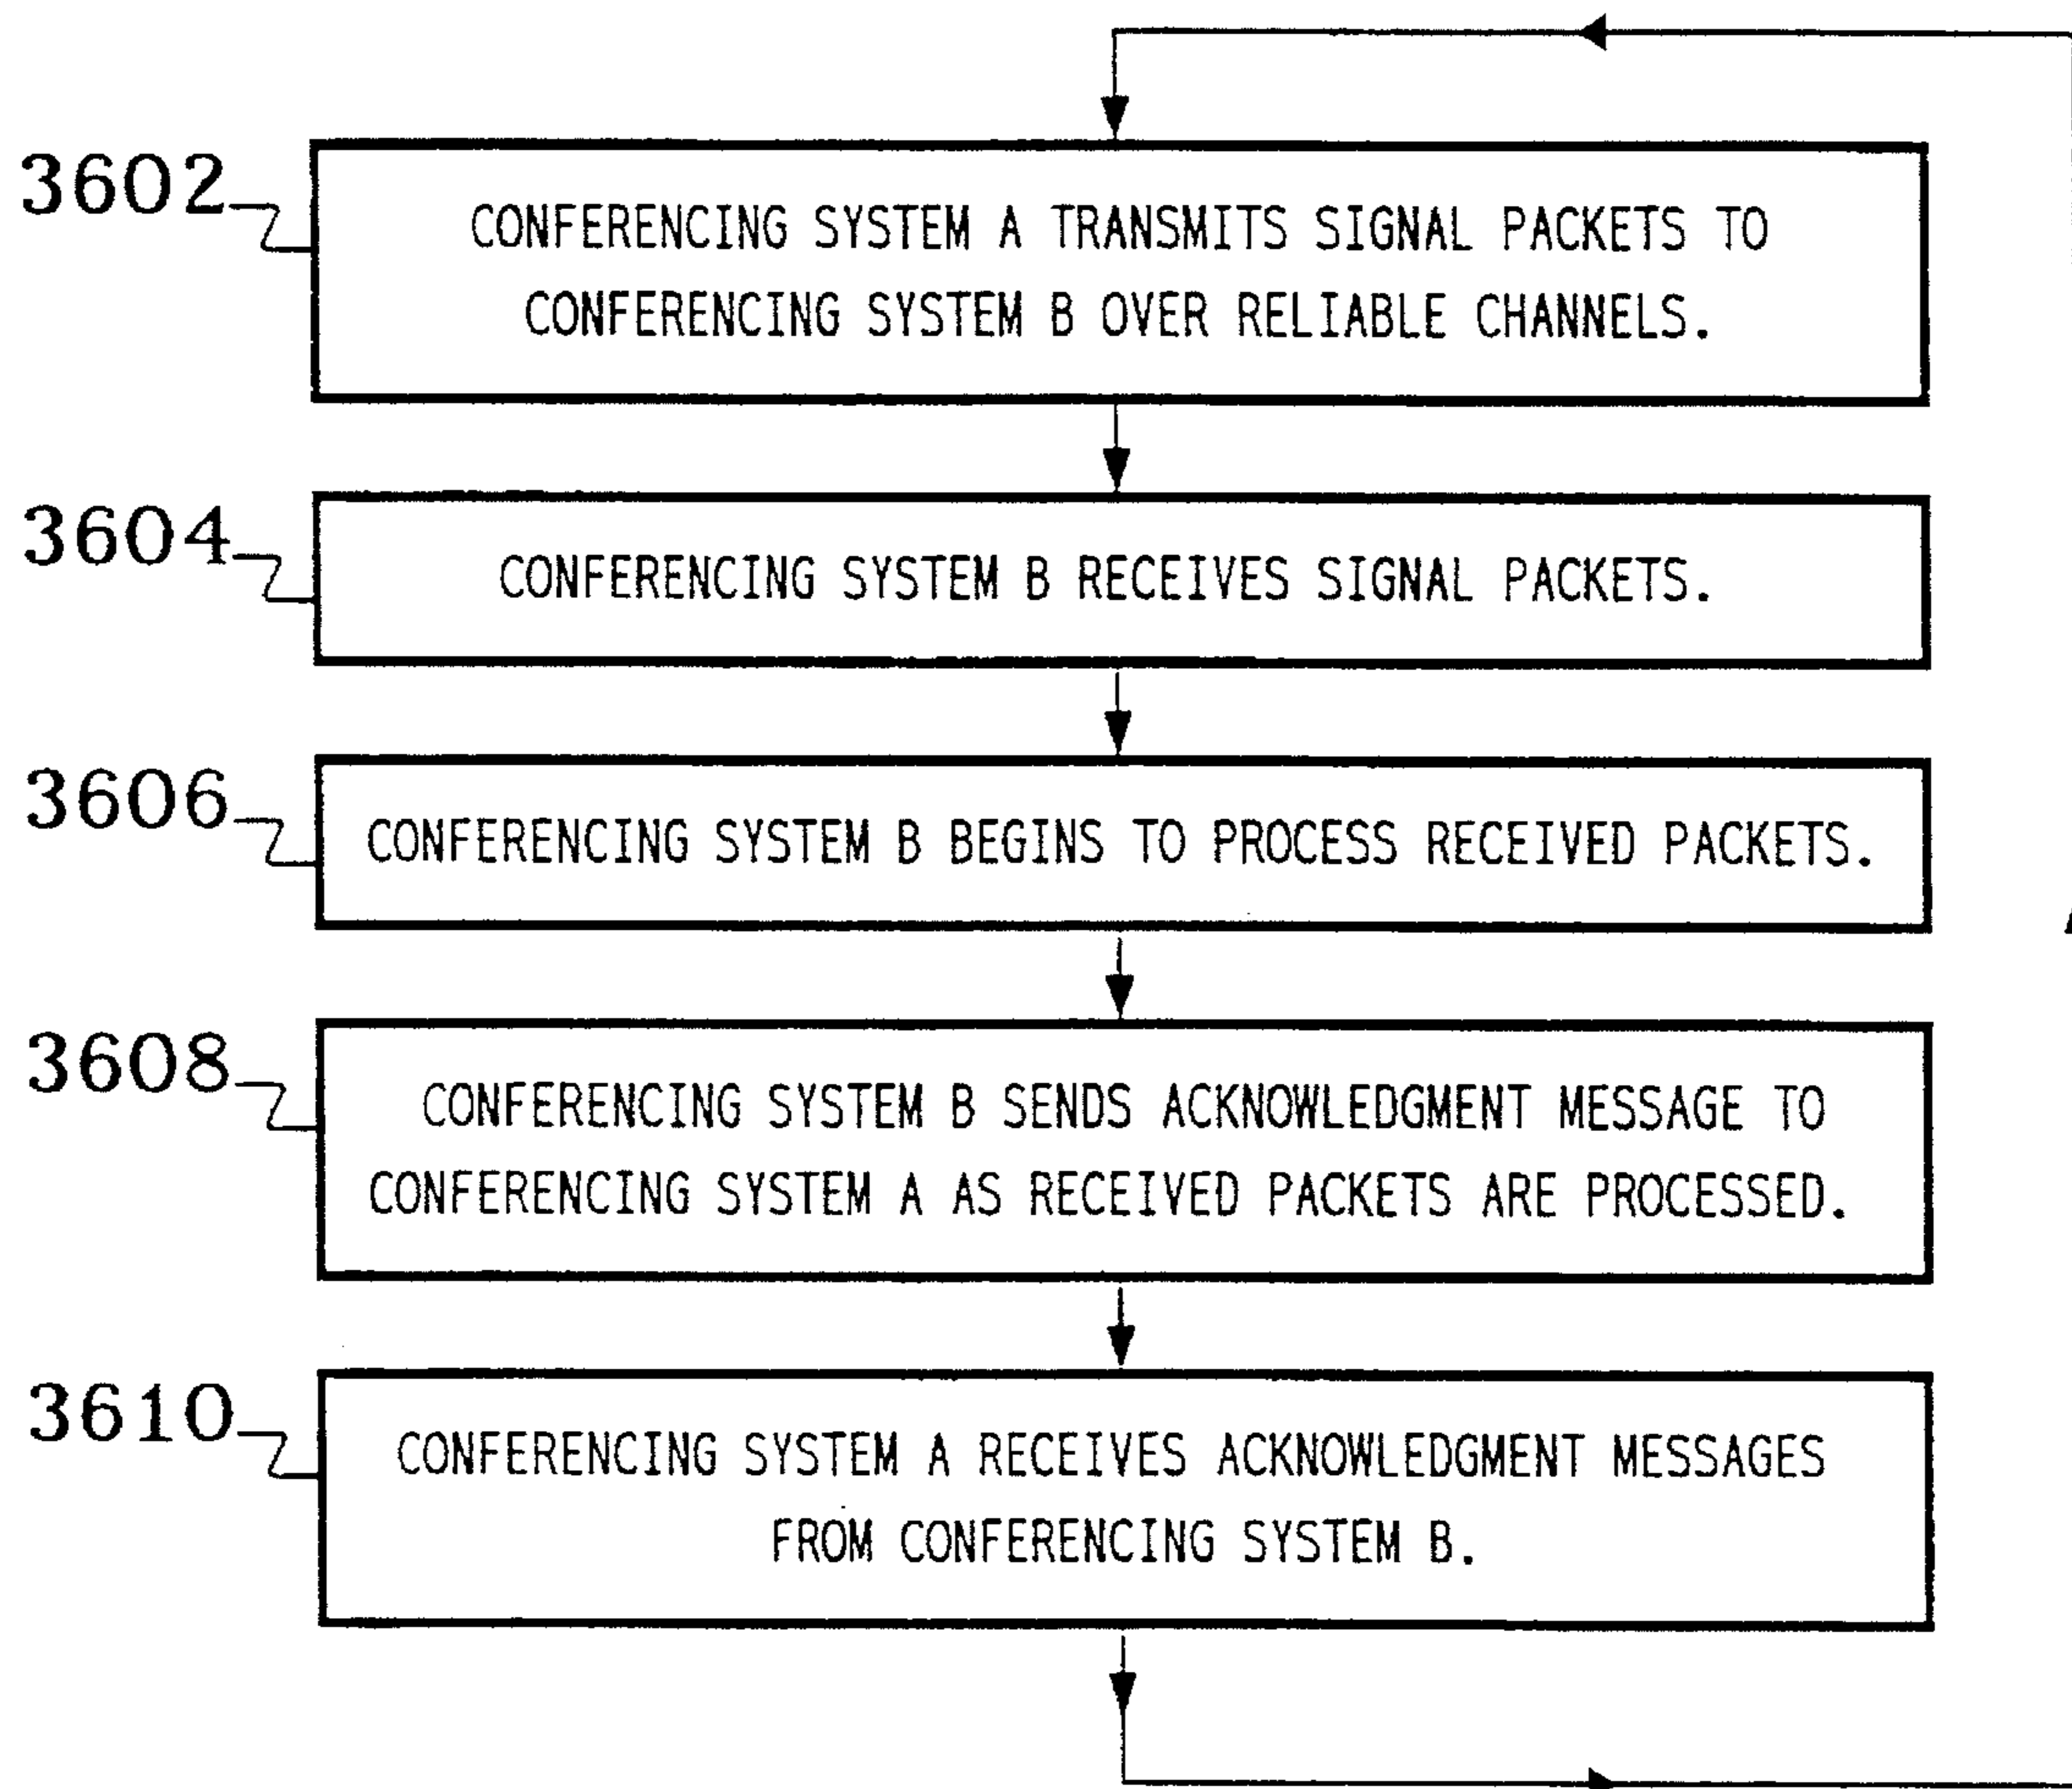 3602
CONFERENCING SYSTEM A TRANSMITS SIGNAL PACKETS TO
CONFERENCING SYSTEM B OVER RELIABLE CHANNELS.
3604
CONFERENCING SYSTEM B RECEIVES SIGNAL PACKETS.
3606
CONFERENCING SYSTEM B BEGINS TO PROCESS RECEIVED PACKETS.
3608
CONFERENCING SYSTEM B SENDS ACKNOWLEDGMENT MESSAGE TO
CONFERENCING SYSTEM A AS RECEIVED PACKETS ARE PROCESSED.
3610
CONFERENCING SYSTEM A RECEIVES ACKNOWLEDGMENT MESSAGES
FROM CONFERENCING SYSTEM B.